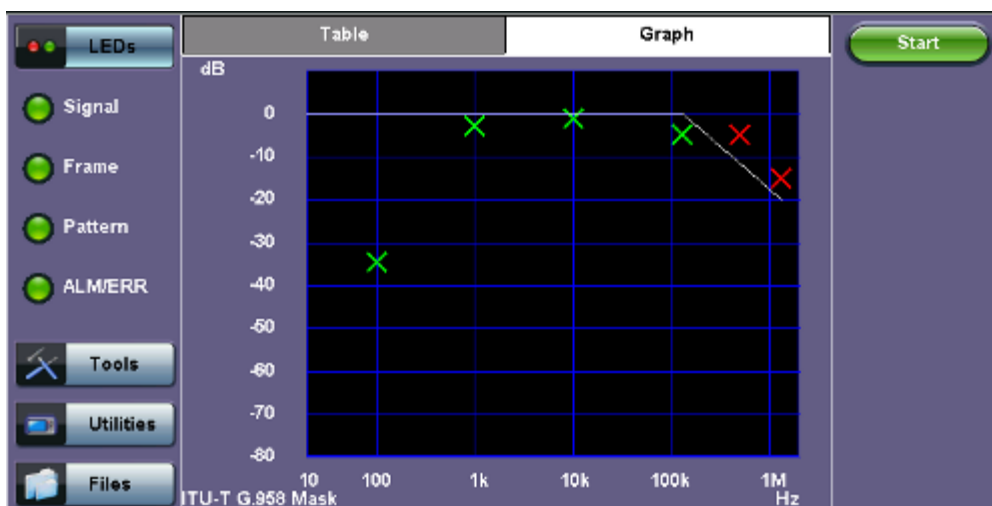 LEDs
Table
Graph
Start
dB
Signal
Frame
Pattern
ALM/ERR
Tools
Utilities
Files
0
-10
-20
-30
-40
-50
-60
-70
-80
10 100 1k 10k 100k 1M
ITU-T G.958 Mask
Hz